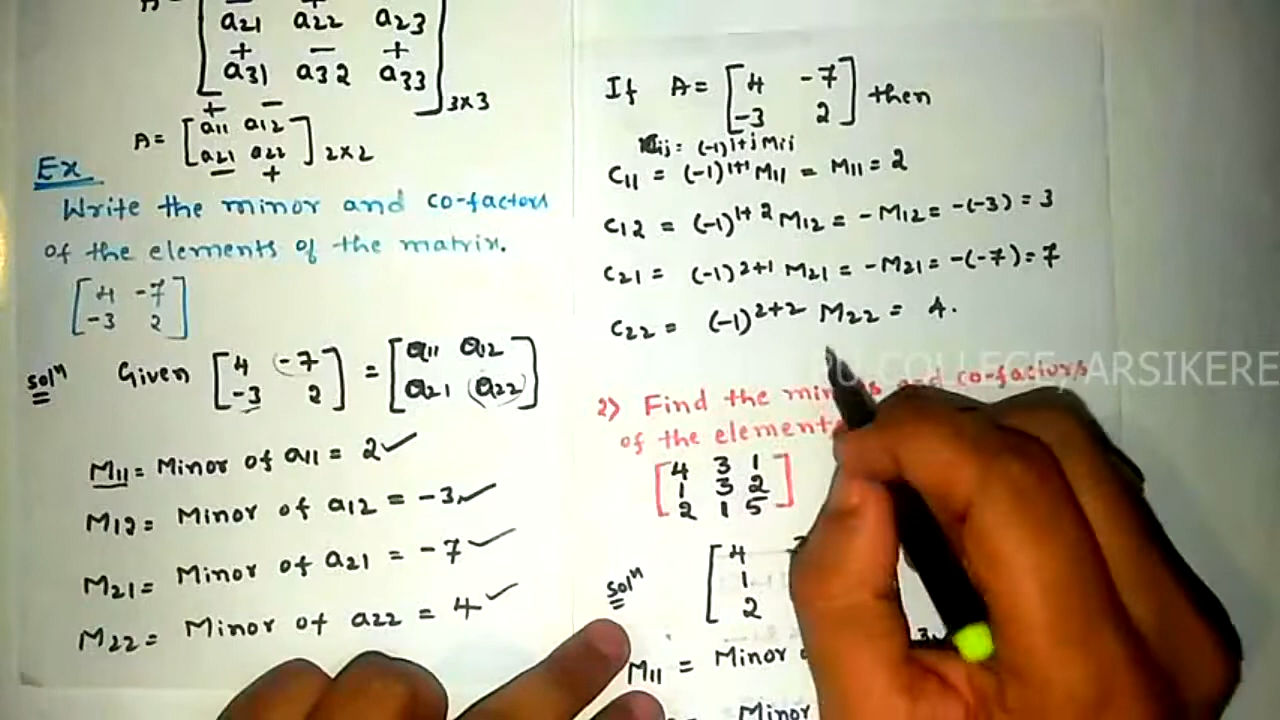 a21 a22 a23
+ − +
a31 a32 a33
3×3
+ −
A = [a11 a12
a21 a22] 2×2
− +
Ex
Write the minor and co-factors
of the elements of the matrix.
[4 -7
-3 2]
Solⁿ Given [4 -7 = [a11 a12
-3 2] a21 a22]
M11 = Minor of a11 = 2 ✓
M12 = Minor of a12 = -3 ✓
M21 = Minor of a21 = -7 ✓
M22 = Minor of a22 = 4 ✓
If A = [4 -7
-3 2] then
Cij = (-1)^i+j Mij
C11 = (-1)^1+1 M11 = M11 = 2
C12 = (-1)^1+2 M12 = -M12 = -(-3) = 3
C21 = (-1)^2+1 M21 = -M21 = -(-7) = 7
C22 = (-1)^2+2 M22 = 4.
PU COLLEGE, ARSIKERE
2) Find the minors and co-factors
of the element
[4 3 1
1 3 2
2 1 5]
Solⁿ [4
1
2
M11 = Minor
Minor